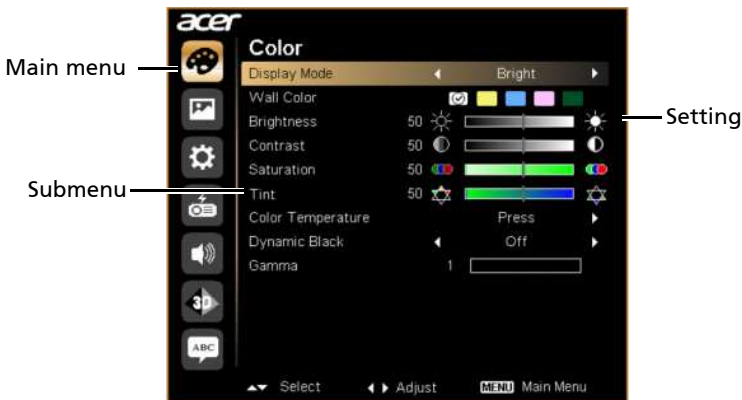 acer
Color
Main menu
Display Mode Bright
Wall Color
Brightness 50
Setting
Contrast 50
Saturation 50
Submenu
Tint 50
Color Temperature Press
Dynamic Black Off
Gamma 1
3D
ABC
Select Adjust MENU Main Menu